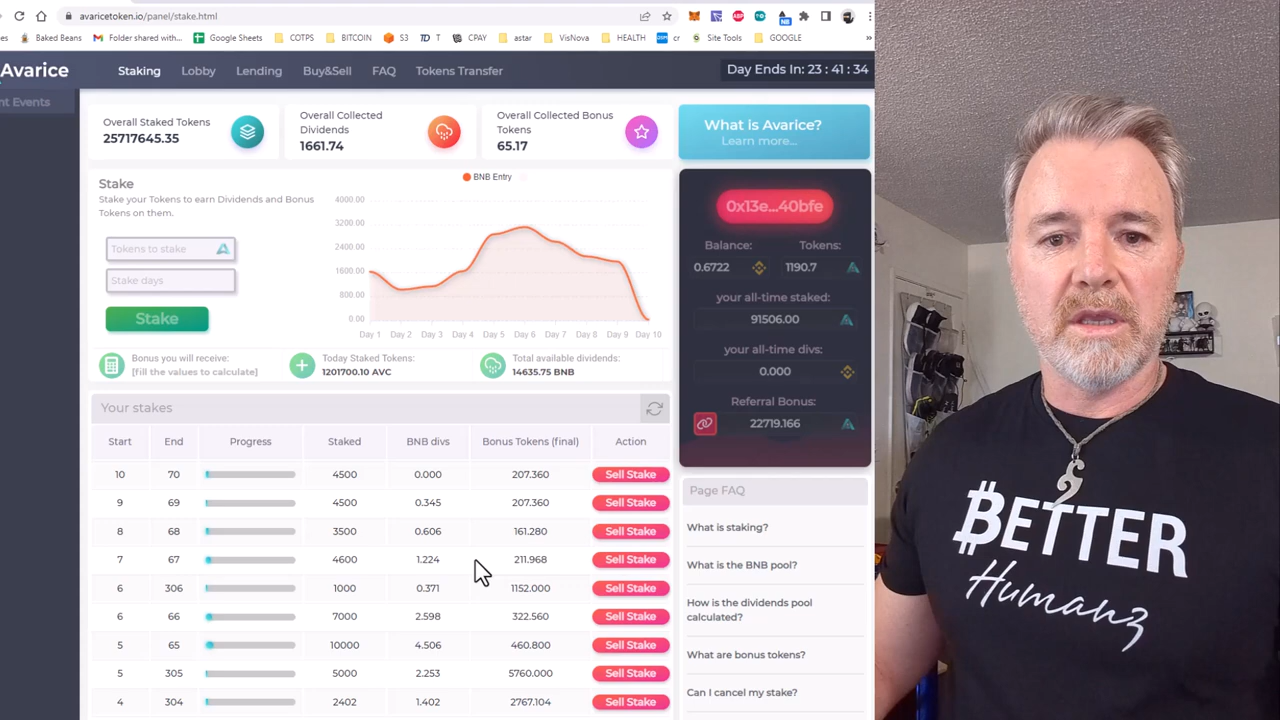 avaricetoken.io/panel/stake.html
es
Baked Beans
Folder shared with...
Google Sheets
COTPS
BITCOIN
S3
TD T
CPAY
astar
VisNova
HEALTH
cr
Site Tools
GOOGLE
»
Avarice
Staking
Lobby
Lending
Buy&Sell
FAQ
Tokens Transfer
Day Ends In: 23 : 41 : 34
nt Events
Overall Staked Tokens
25717645.35
Overall Collected
Dividends
1661.74
Overall Collected Bonus
Tokens
65.17
What is Avarice?
Learn more...
Stake
Stake your Tokens to earn Dividends and Bonus
Tokens on them.
Tokens to stake
Stake days
Stake
BNB Entry
4000.00
3200.00
2400.00
1600.00
800.00
0.00
Day 1 Day 2 Day 3 Day 4 Day 5 Day 6 Day 7 Day 8 Day 9 Day 10
Bonus you will receive:
[fill the values to calculate]
Today Staked Tokens:
1201700.10 AVC
Total available dividends:
14635.75 BNB
0x13e...40bfe
Balance: Tokens:
0.6722 1190.7
your all-time staked:
91506.00
your all-time divs:
0.000
Referral Bonus:
22719.166
Your stakes
Start End Progress Staked BNB divs Bonus Tokens (final) Action
10 70 4500 0.000 207.360 Sell Stake
9 69 4500 0.345 207.360 Sell Stake
8 68 3500 0.606 161.280 Sell Stake
7 67 4600 1.224 211.968 Sell Stake
6 306 1000 0.371 1152.000 Sell Stake
6 66 7000 2.598 322.560 Sell Stake
5 65 10000 4.506 460.800 Sell Stake
5 305 5000 2.253 5760.000 Sell Stake
4 304 2402 1.402 2767.104 Sell Stake
Page FAQ
What is staking?
What is the BNB pool?
How is the dividends pool
calculated?
What are bonus tokens?
Can I cancel my stake?
₿ETTER
Humanz